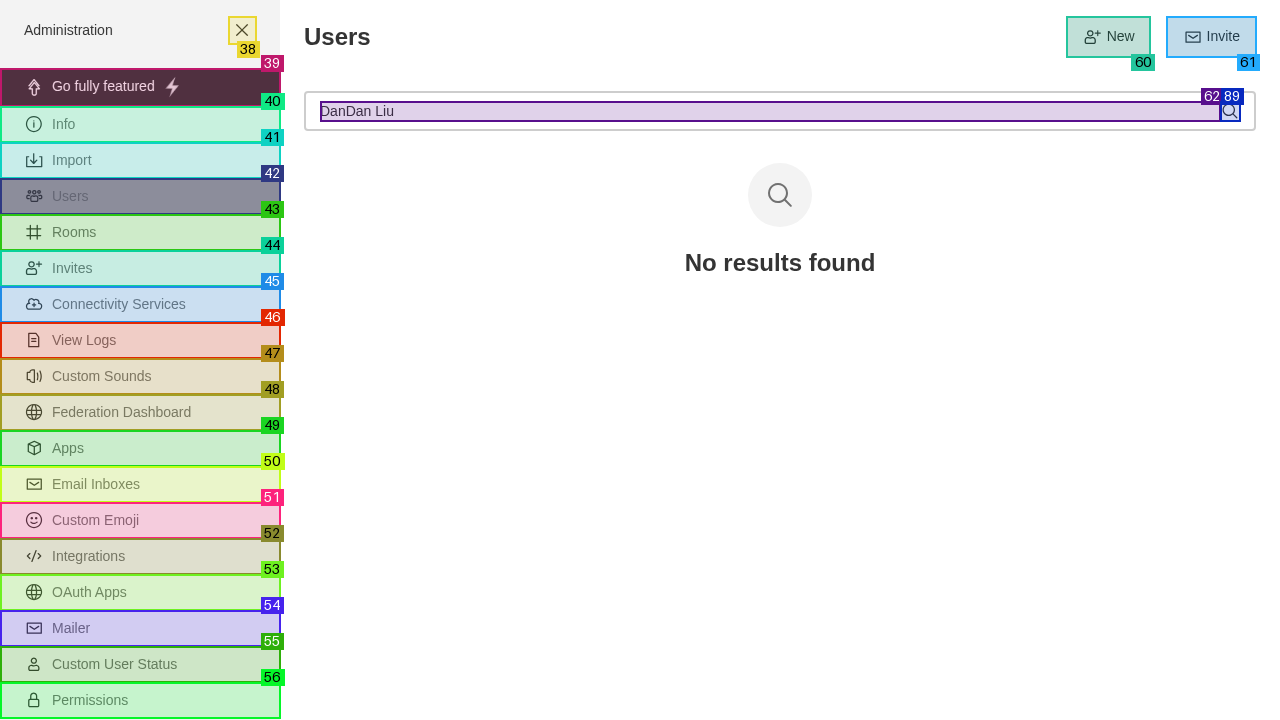 Administration
38
39
Go fully featured
40
Info
41
Import
42
Users
43
Rooms
44
Invites
45
Connectivity Services
46
View Logs
47
Custom Sounds
48
Federation Dashboard
49
Apps
50
Email Inboxes
51
Custom Emoji
52
Integrations
53
OAuth Apps
54
Mailer
55
Custom User Status
56
Permissions
Users
New
60
Invite
61
62 89
DanDan Liu
No results found